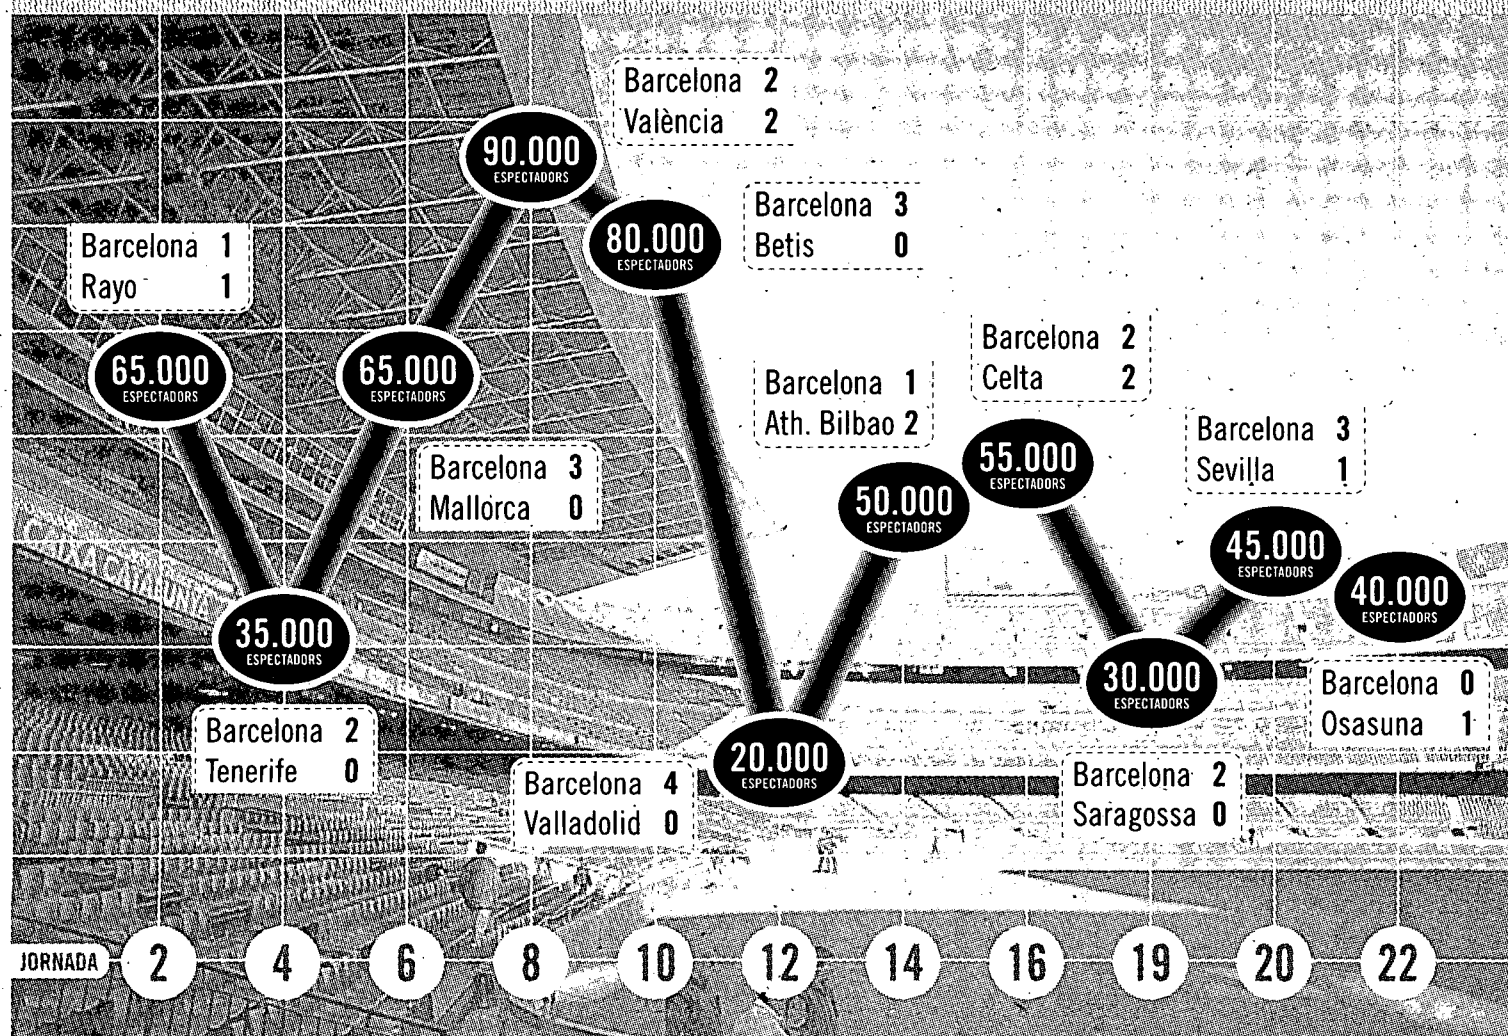 Barcelona 2
València 2
90.000
ESPECTADORS
Barcelona 3
Betis 0
80.000
ESPECTADORS
Barcelona 1
Rayo 1
65.000
ESPECTADORS
65.000
ESPECTADORS
Barcelona 3
Mallorca 0
Barcelona 2
Celta 2
Barcelona 1
Ath. Bilbao 2
55.000
ESPECTADORS
50.000
ESPECTADORS
Barcelona 3
Sevilla 1
45.000
ESPECTADORS
40.000
ESPECTADORS
CAIXA CATALUNYA
35.000
ESPECTADORS
Barcelona 2
Tenerife 0
30.000
ESPECTADORS
Barcelona 0
Osasuna 1
20.000
ESPECTADORS
Barcelona 4
Valladolid 0
Barcelona 2
Saragossa 0
JORNADA 2 4 6 8 10 12 14 16 19 20 22